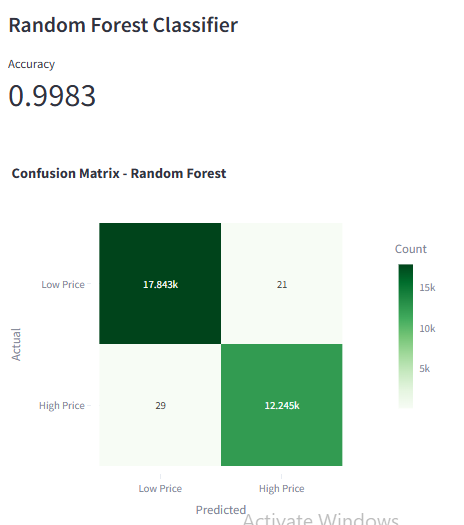 Random Forest Classifier
Accuracy
0.9983
Confusion Matrix - Random Forest
Count
Low Price
17.843k
21
15k
10k
Actual
5k
High Price
29
12.245k
Low Price
High Price
Predicted
Activate Windows